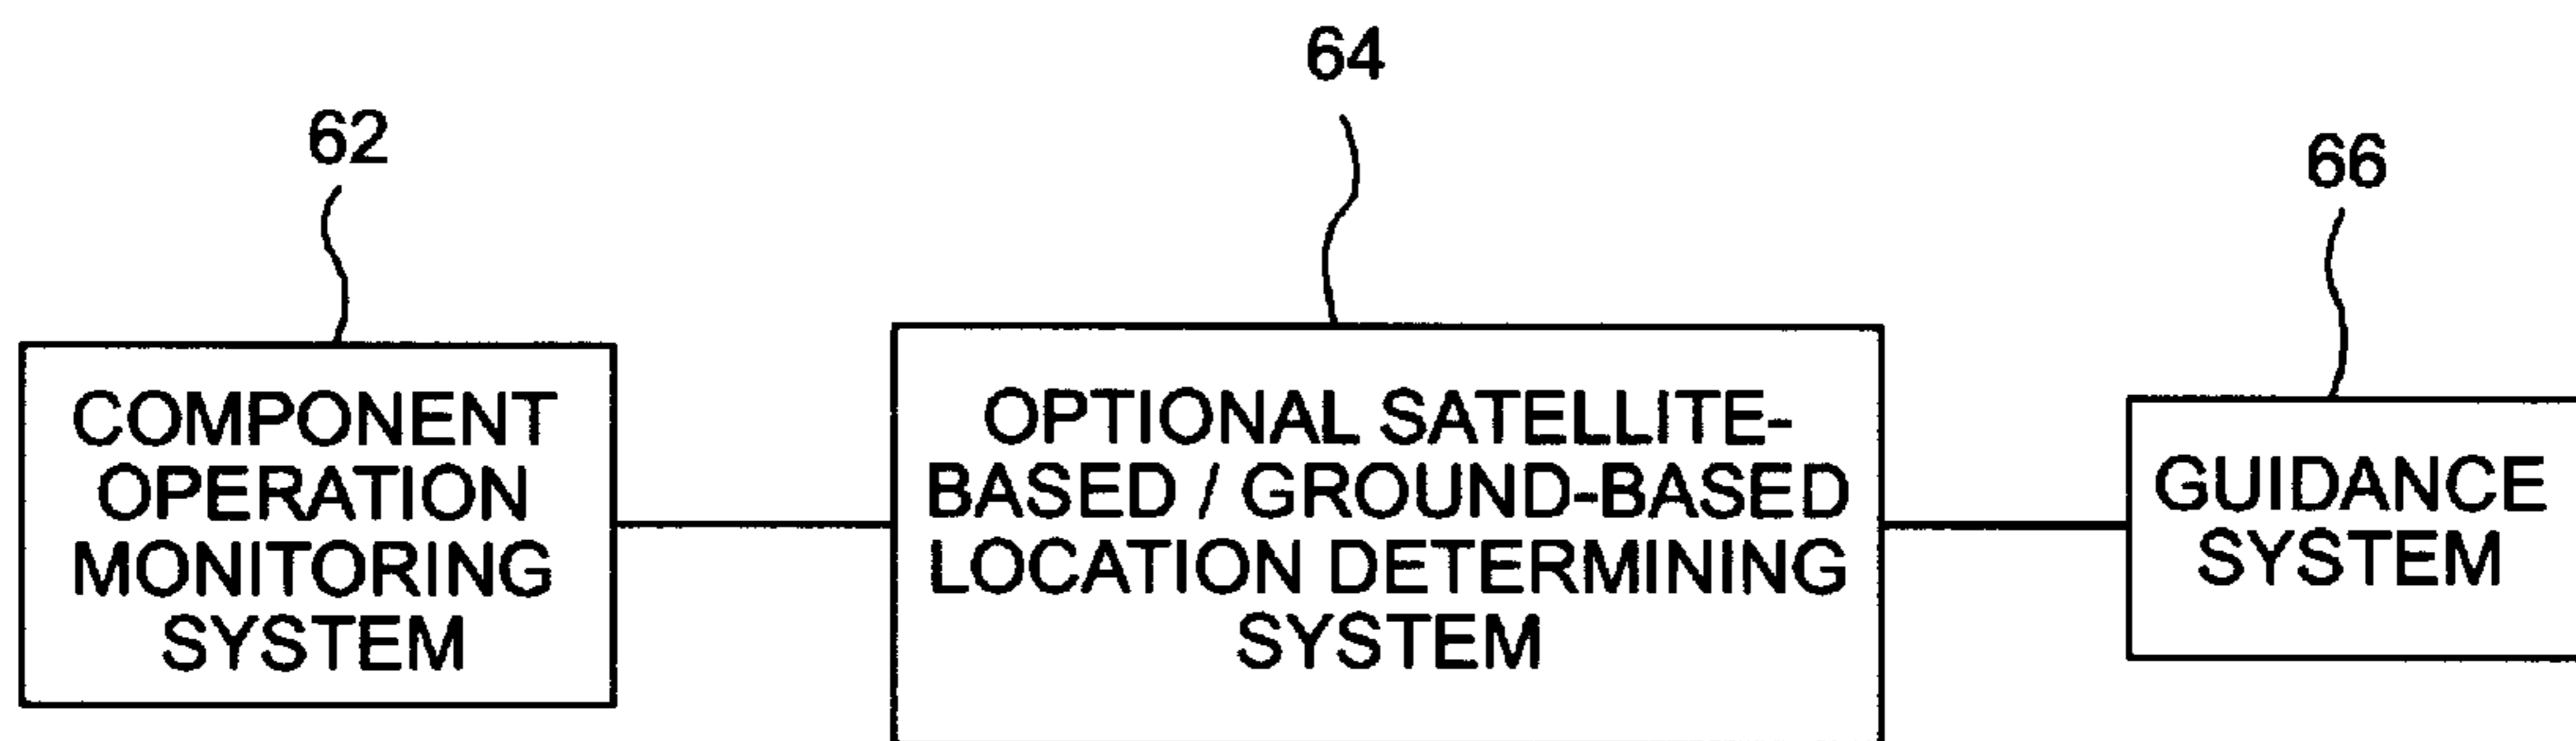 64
62
66
COMPONENT
OPERATION
MONITORING
SYSTEM
OPTIONAL SATELLITE-
BASED / GROUND-BASED
LOCATION DETERMINING
SYSTEM
GUIDANCE
SYSTEM